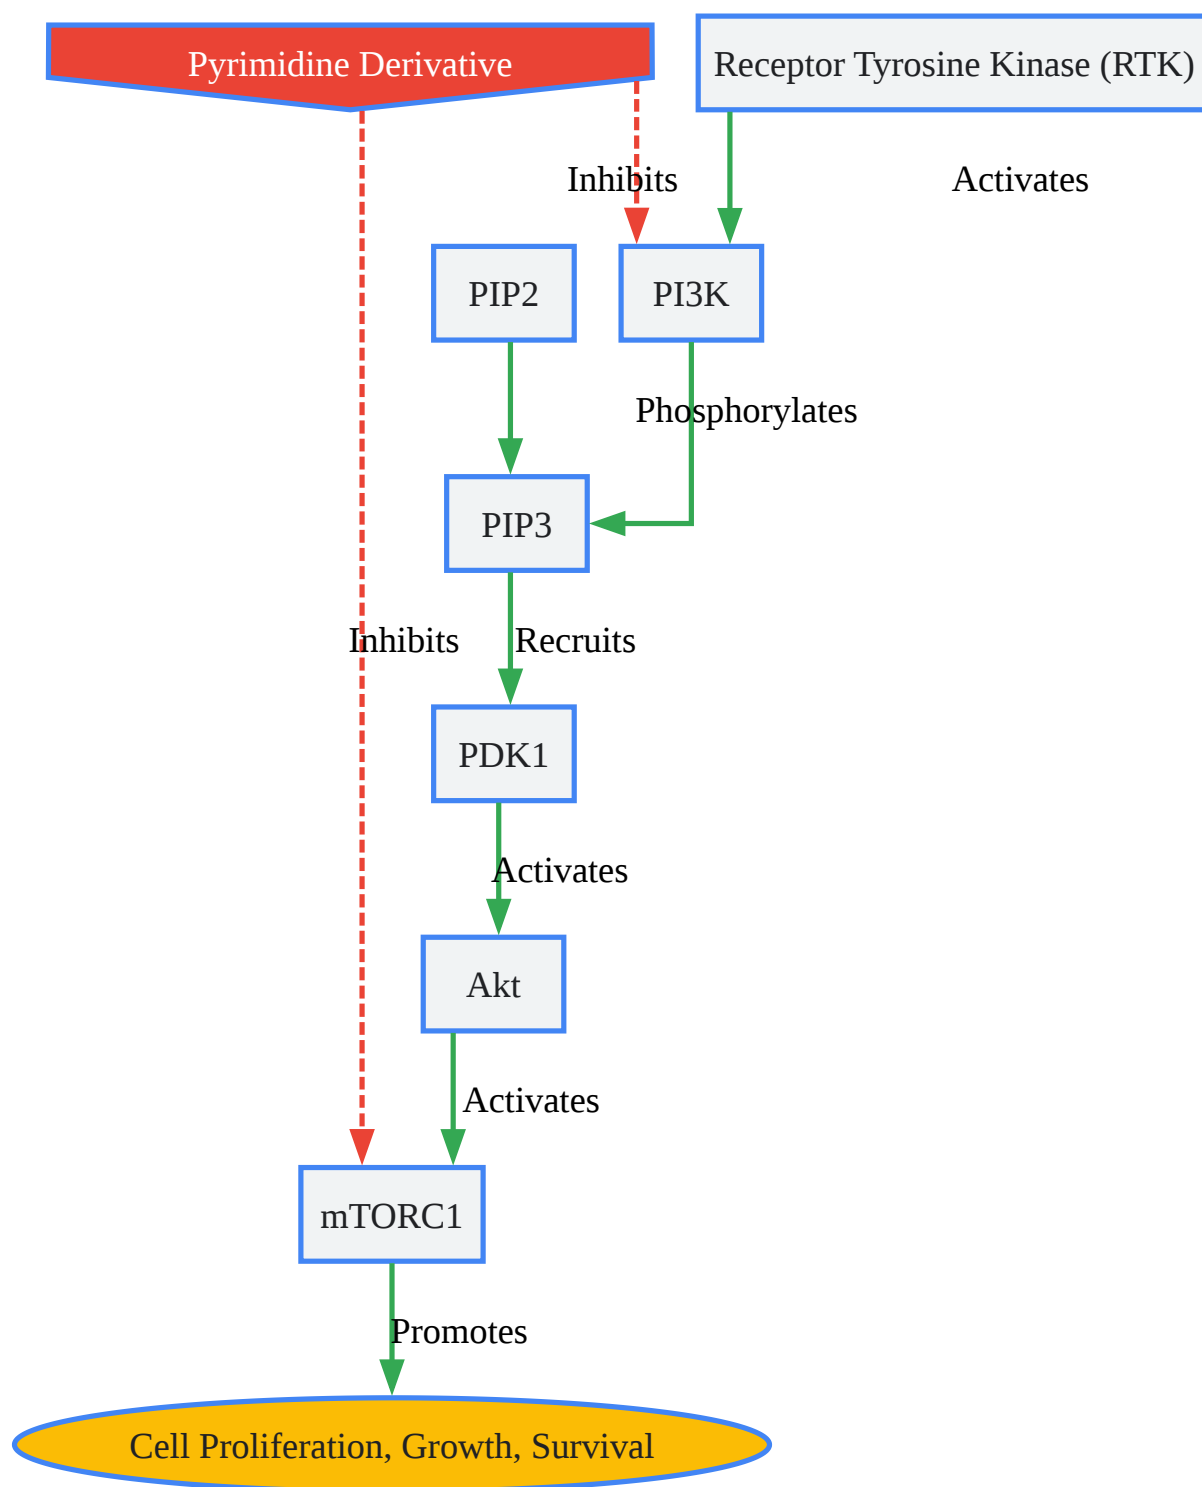 Pyrimidine Derivative
Receptor Tyrosine Kinase (RTK)
Inhibits
Activates
PIP2
PI3K
Phosphorylates
PIP3
Inhibits
Recruits
PDK1
Activates
Akt
Activates
mTORC1
Promotes
Cell Proliferation, Growth, Survival